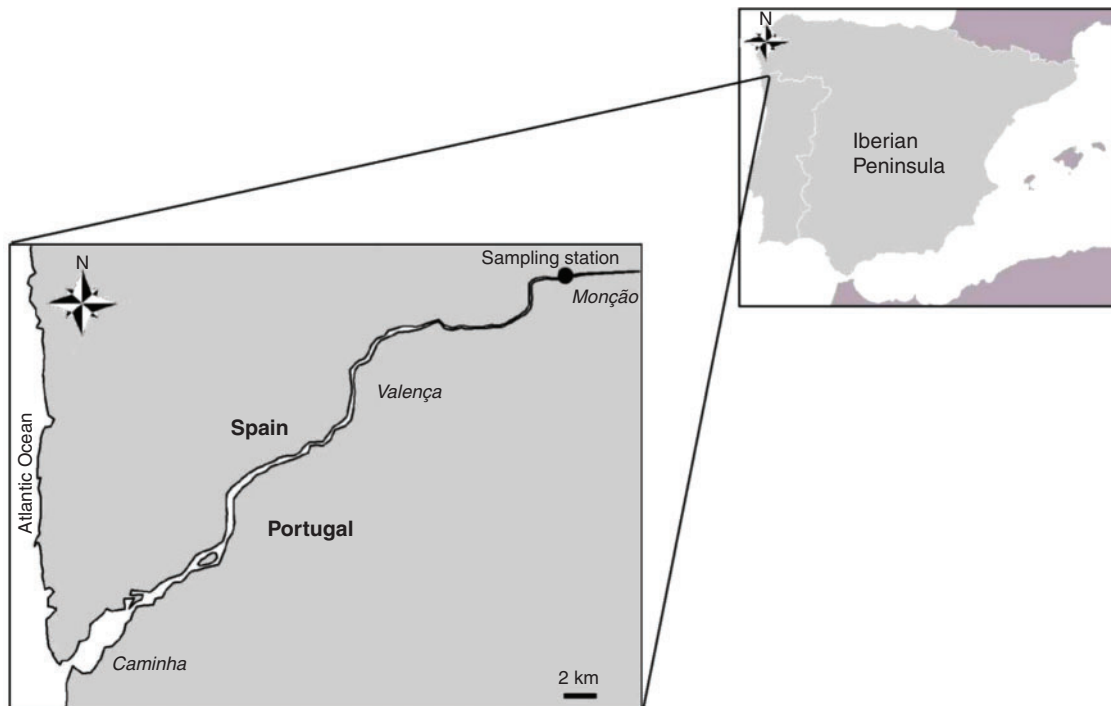 N
Iberian
Peninsula
Sampling station
N
Monção
Valença
Spain
Atlantic Ocean
Portugal
Caminha
2 km